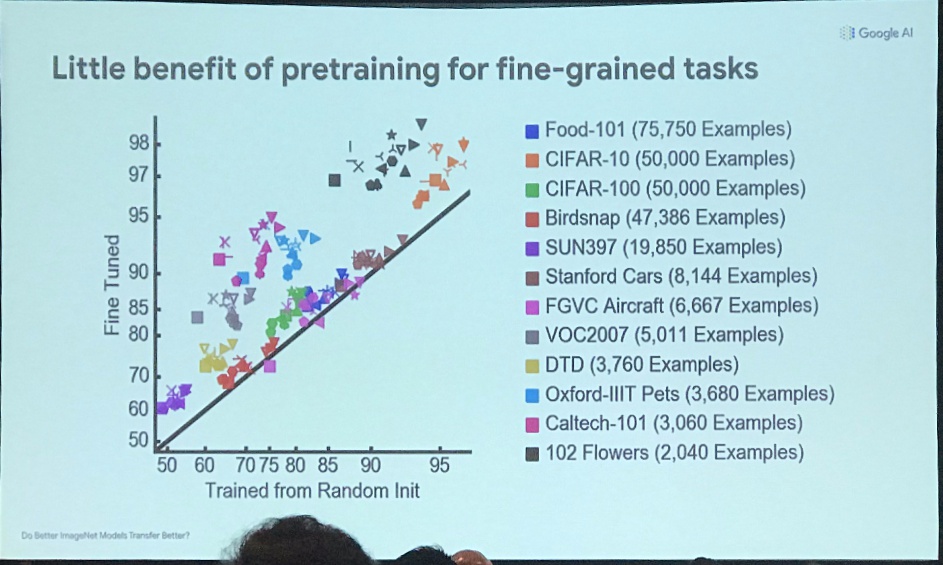 Google AI
Little benefit of pretraining for fine-grained tasks
98
97
95
90
85
80
70
60
50
Fine Tuned
50 60 70 75 80 85 90 95
Trained from Random Init
Food-101 (75,750 Examples)
CIFAR-10 (50,000 Examples)
CIFAR-100 (50,000 Examples)
Birdsnap (47,386 Examples)
SUN397 (19,850 Examples)
Stanford Cars (8,144 Examples)
FGVC Aircraft (6,667 Examples)
VOC2007 (5,011 Examples)
DTD (3,760 Examples)
Oxford-IIIT Pets (3,680 Examples)
Caltech-101 (3,060 Examples)
102 Flowers (2,040 Examples)
Do Better ImageNet Models Transfer Better?